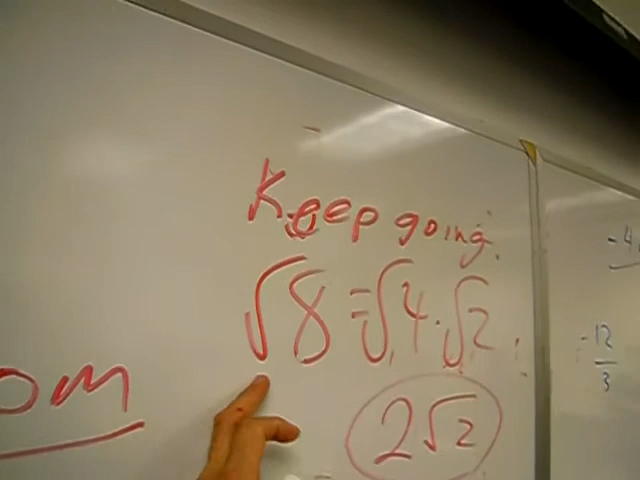 Keep going.
√8 = √4 · √2
2√2
om
-4
-12
3